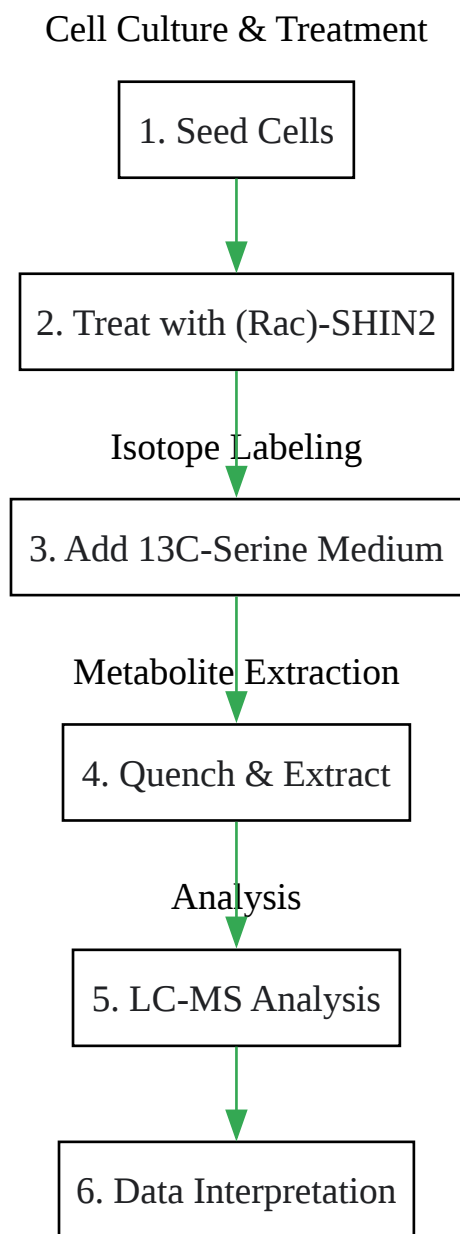 Cell Culture & Treatment
1. Seed Cells
2. Treat with (Rac)-SHIN2
Isotope Labeling
3. Add 13C-Serine Medium
Metabolite Extraction
4. Quench & Extract
Analysis
5. LC-MS Analysis
6. Data Interpretation